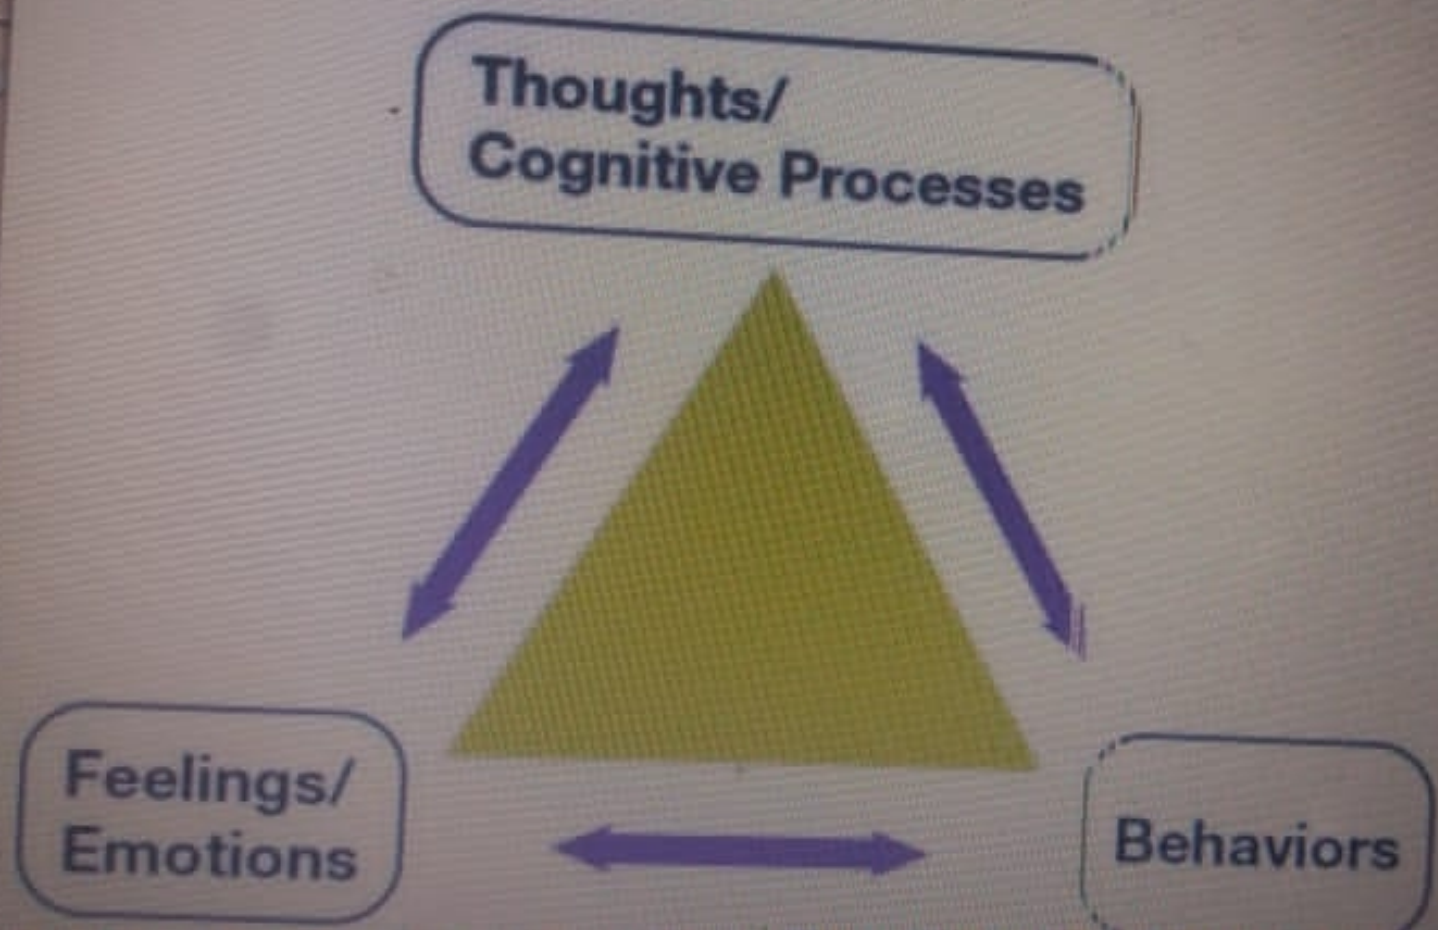 Thoughts/
Cognitive Processes
Feelings/
Emotions
Behaviors